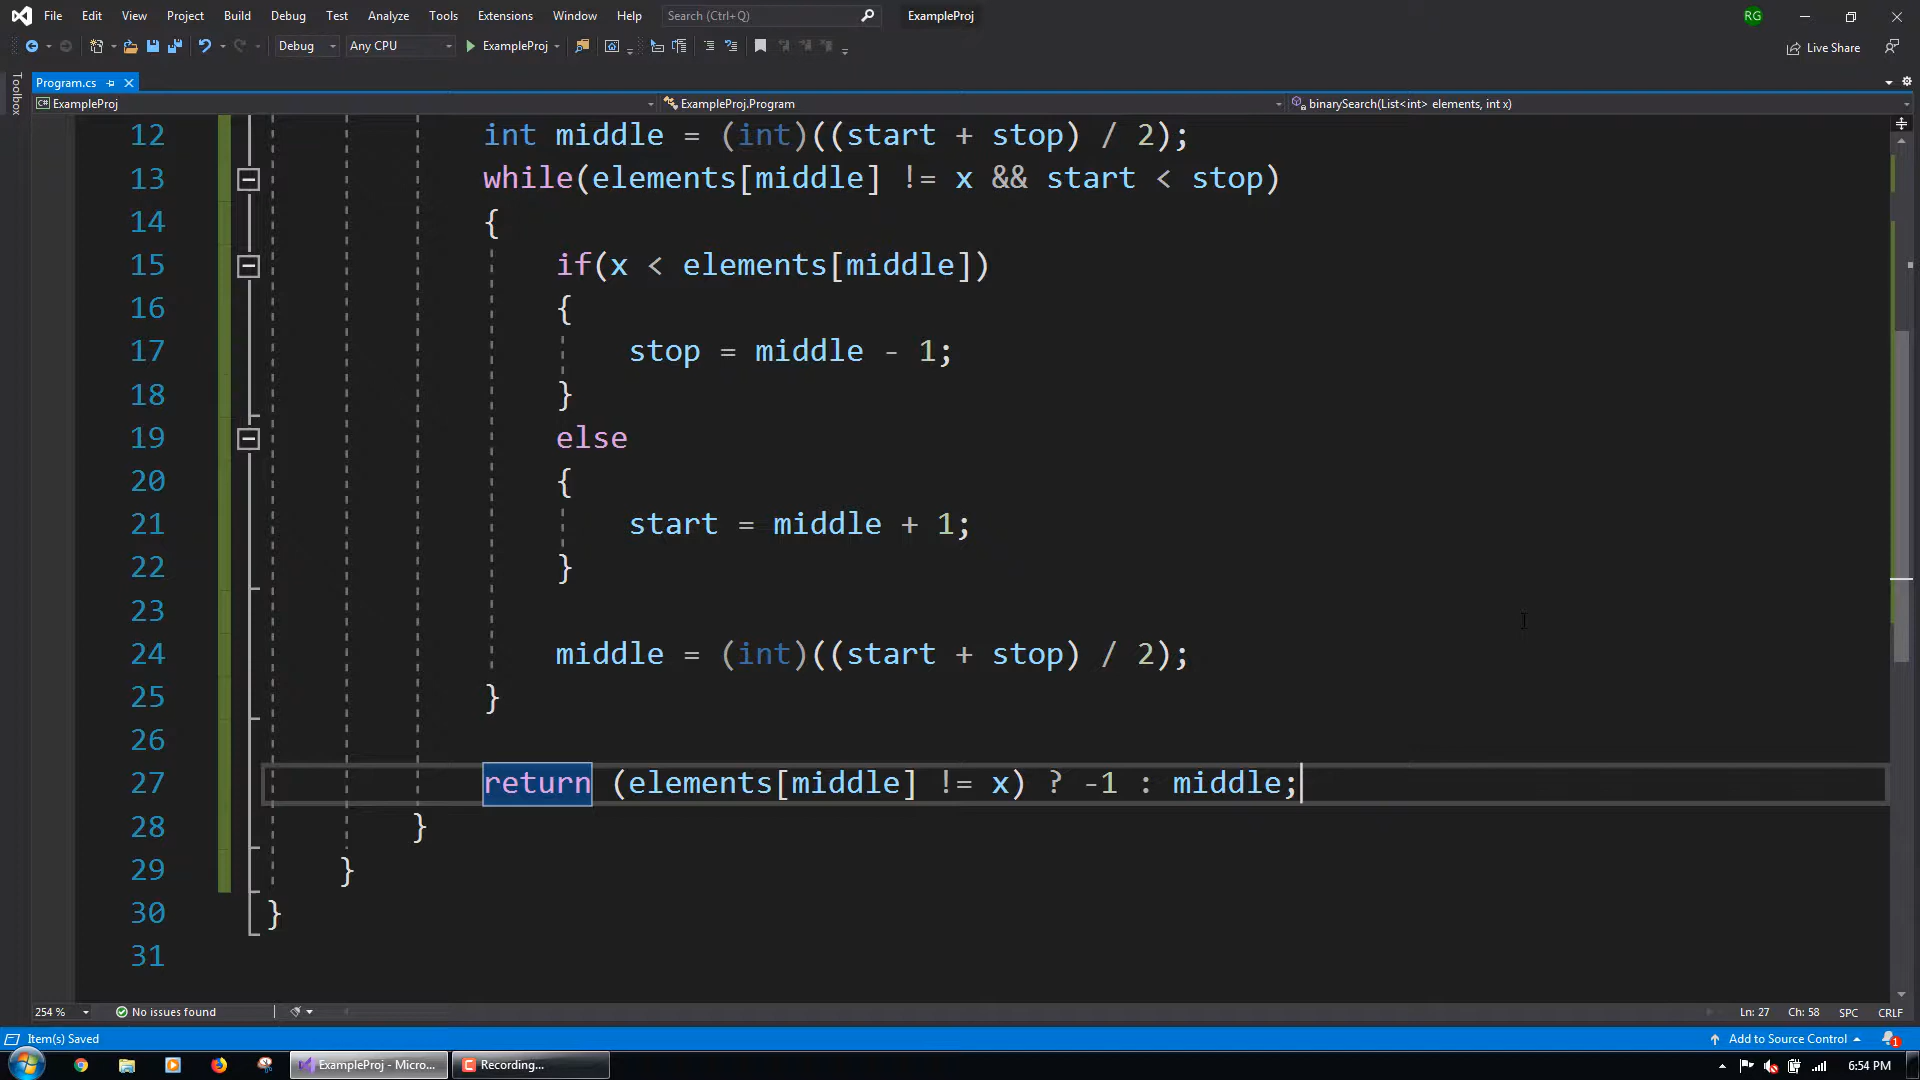 File Edit View Project Build Debug Test Analyze Tools Extensions Window Help Search (Ctrl+Q) ExampleProj RG
Debug Any CPU ExampleProj Live Share
Toolbox
Program.cs
ExampleProj ExampleProj.Program binarySearch(List<int> elements, int x)
12 int middle = (int)((start + stop) / 2);
13 while(elements[middle] != x && start < stop)
14 {
15 if(x < elements[middle])
16 {
17 stop = middle - 1;
18 }
19 else
20 {
21 start = middle + 1;
22 }
23
24 middle = (int)((start + stop) / 2);
25 }
26
27 return (elements[middle] != x) ? -1 : middle;
28 }
29 }
30 }
31
254 % No issues found Ln: 27 Ch: 58 SPC CRLF
Item(s) Saved Add to Source Control 1
ExampleProj - Micro... Recording... 6:54 PM